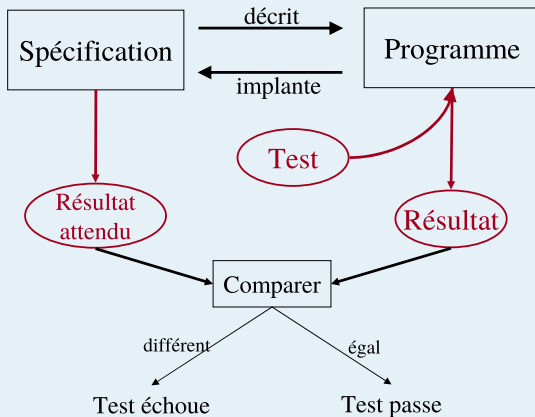 décrit
Spécification
Programme
implante
Test
Résultat
attendu
Résultat
Comparer
différent
égal
Test échoue
Test passe